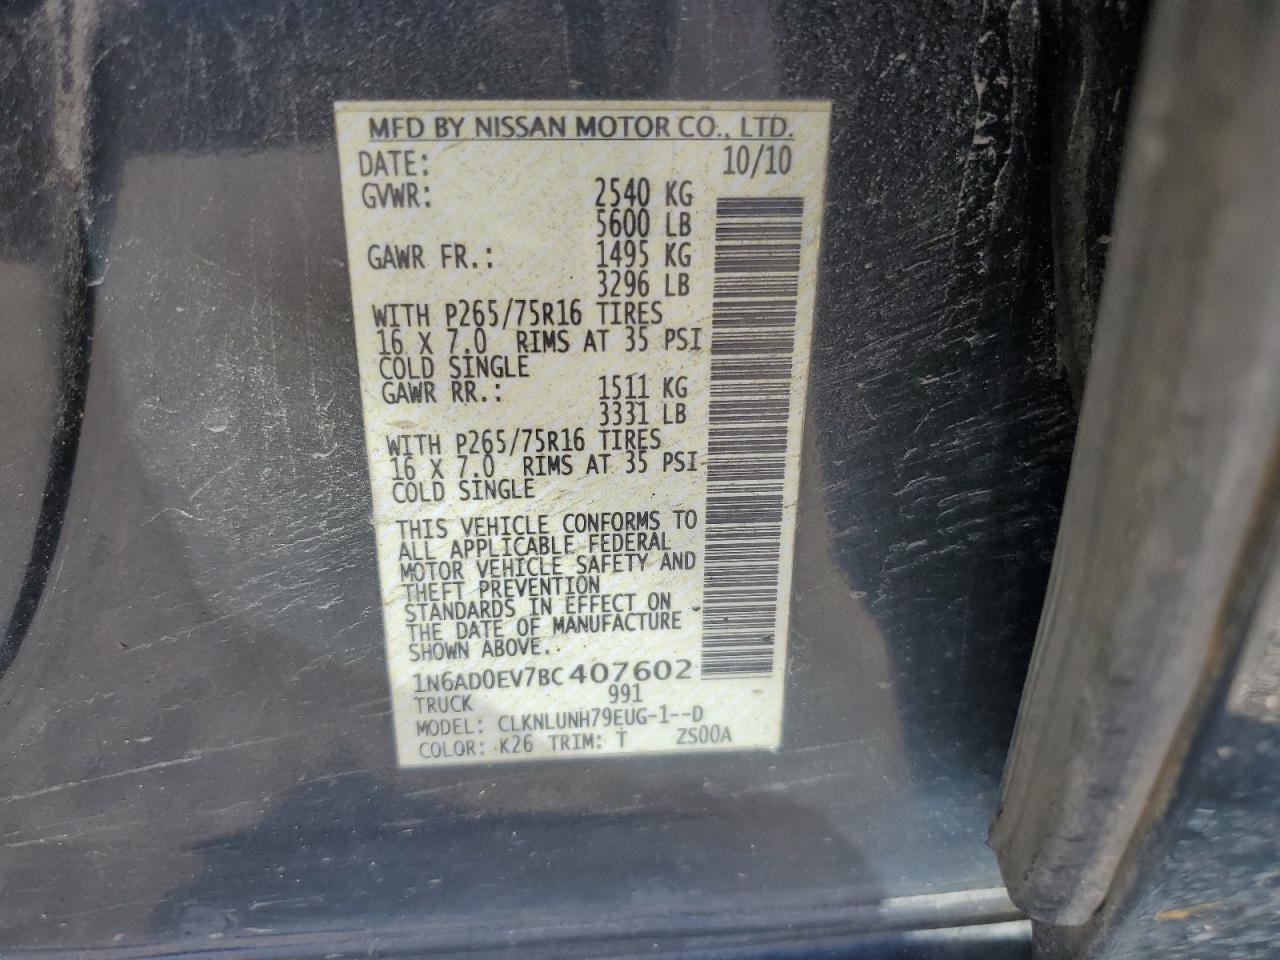 MFD BY NISSAN MOTOR CO., LTD.
DATE: 10/10
GVWR: 2540 KG
5600 LB
GAWR FR.: 1495 KG
3296 LB
WITH P265/75R16 TIRES
16 X 7.0 RIMS AT 35 PSI
COLD SINGLE
GAWR RR.: 1511 KG
3331 LB
WITH P265/75R16 TIRES
16 X 7.0 RIMS AT 35 PSI
COLD SINGLE
THIS VEHICLE CONFORMS TO
ALL APPLICABLE FEDERAL
MOTOR VEHICLE SAFETY AND
THEFT PREVENTION
STANDARDS IN EFFECT ON
THE DATE OF MANUFACTURE
SHOWN ABOVE.
1N6AD0EV7BC407602
TRUCK 991
MODEL: CLKNLUNH79EUG-1--D
COLOR: K26 TRIM: T ZS00A